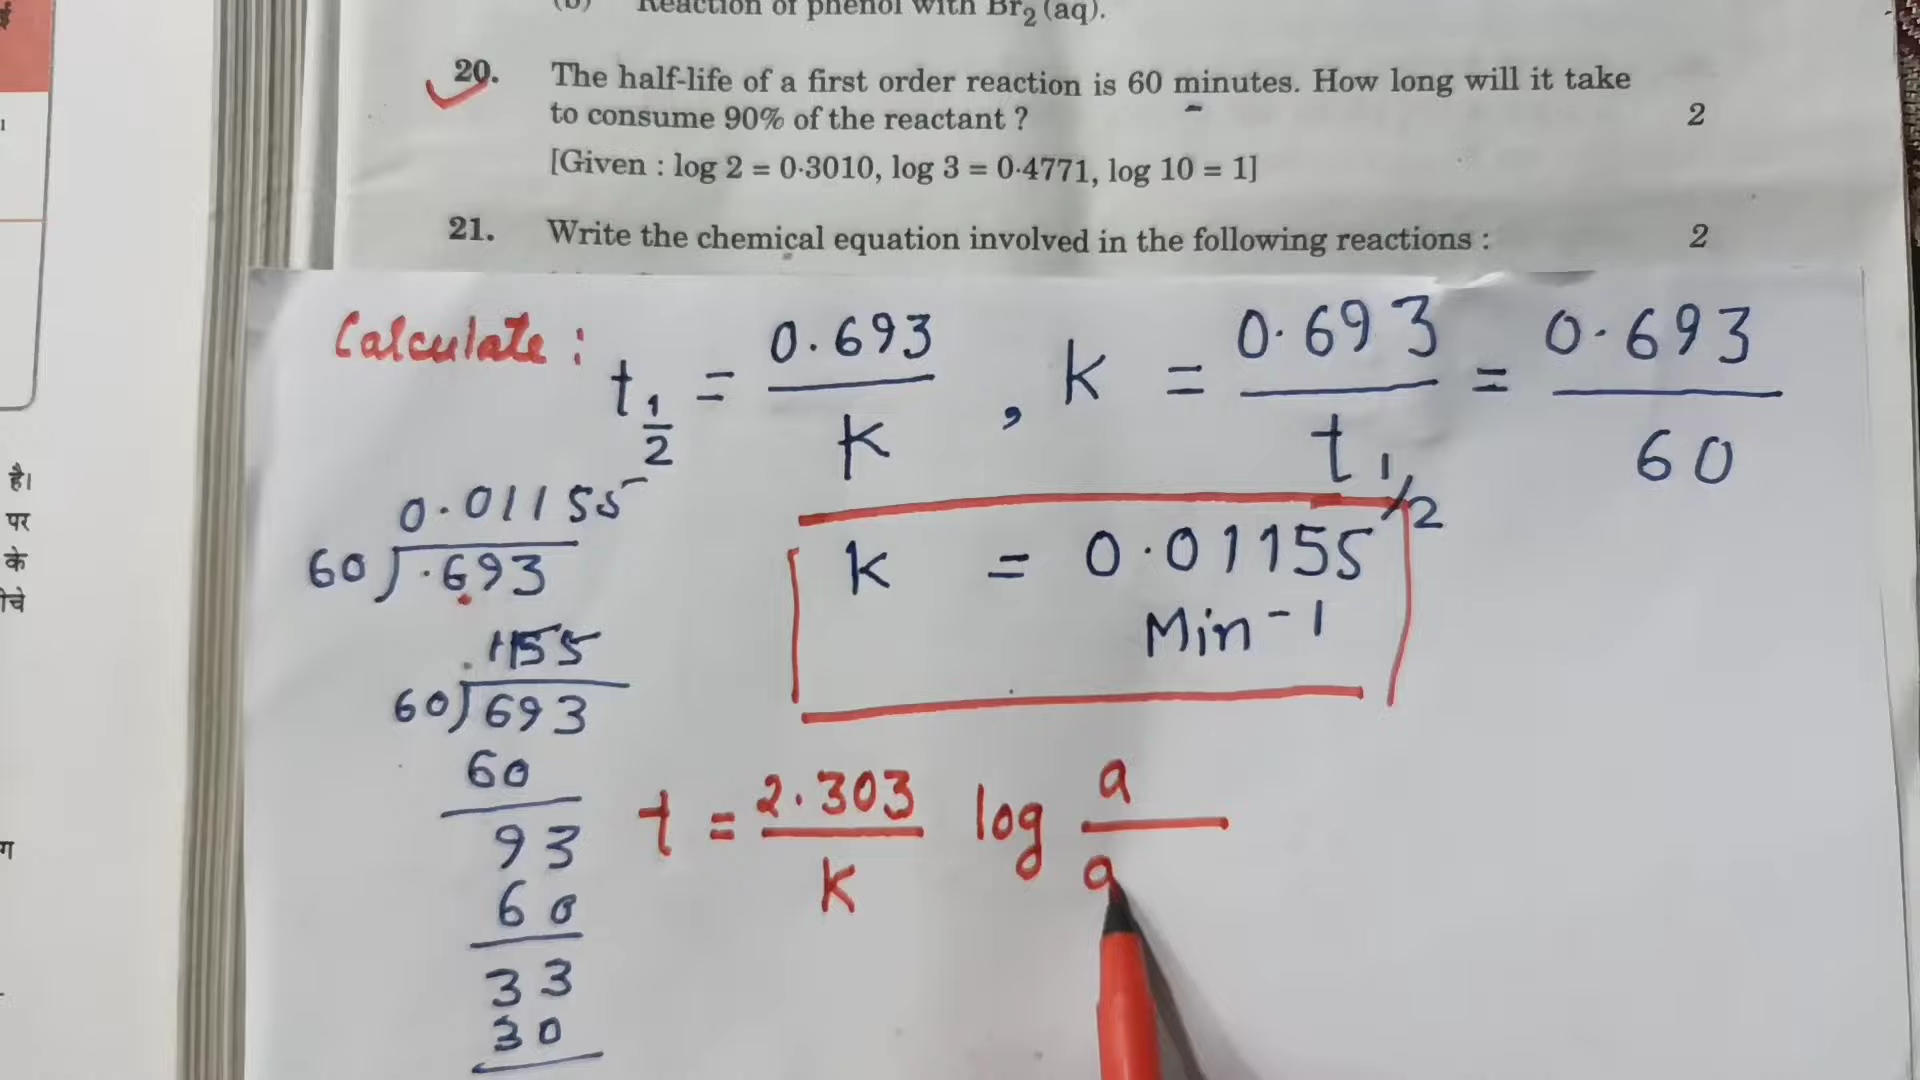 (b) Reaction of phenol with Br₂ (aq).
20. The half-life of a first order reaction is 60 minutes. How long will it take
to consume 90% of the reactant ? 2
[Given : log 2 = 0·3010, log 3 = 0·4771, log 10 = 1]
21. Write the chemical equation involved in the following reactions : 2
Calculate :
t 1/2 = 0.693 / K , K = 0.693 / t 1/2 = 0.693 / 60
0.01155
60 ) .693
K = 0.01155
Min⁻¹
.1155
60 ) 693
60
93
60
33
30
t = 2.303 / K log a / a
है।
पर
के